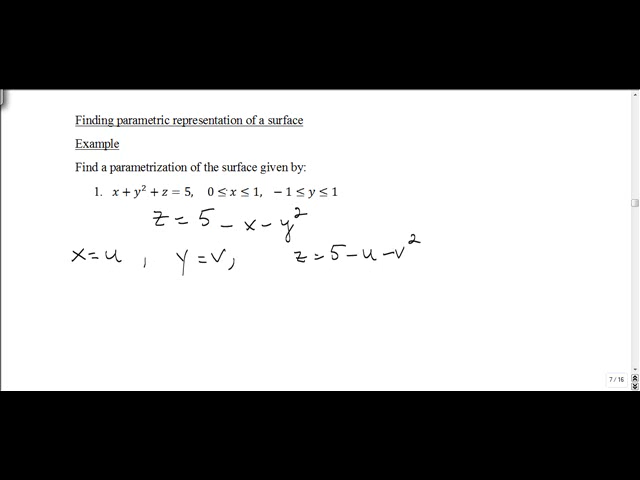 Finding parametric representation of a surface
Example
Find a parametrization of the surface given by:
1. x + y² + z = 5, 0 ≤ x ≤ 1, − 1 ≤ y ≤ 1
z = 5 − x − y²
x = u , y = v, z = 5 − u − v²
7 / 16